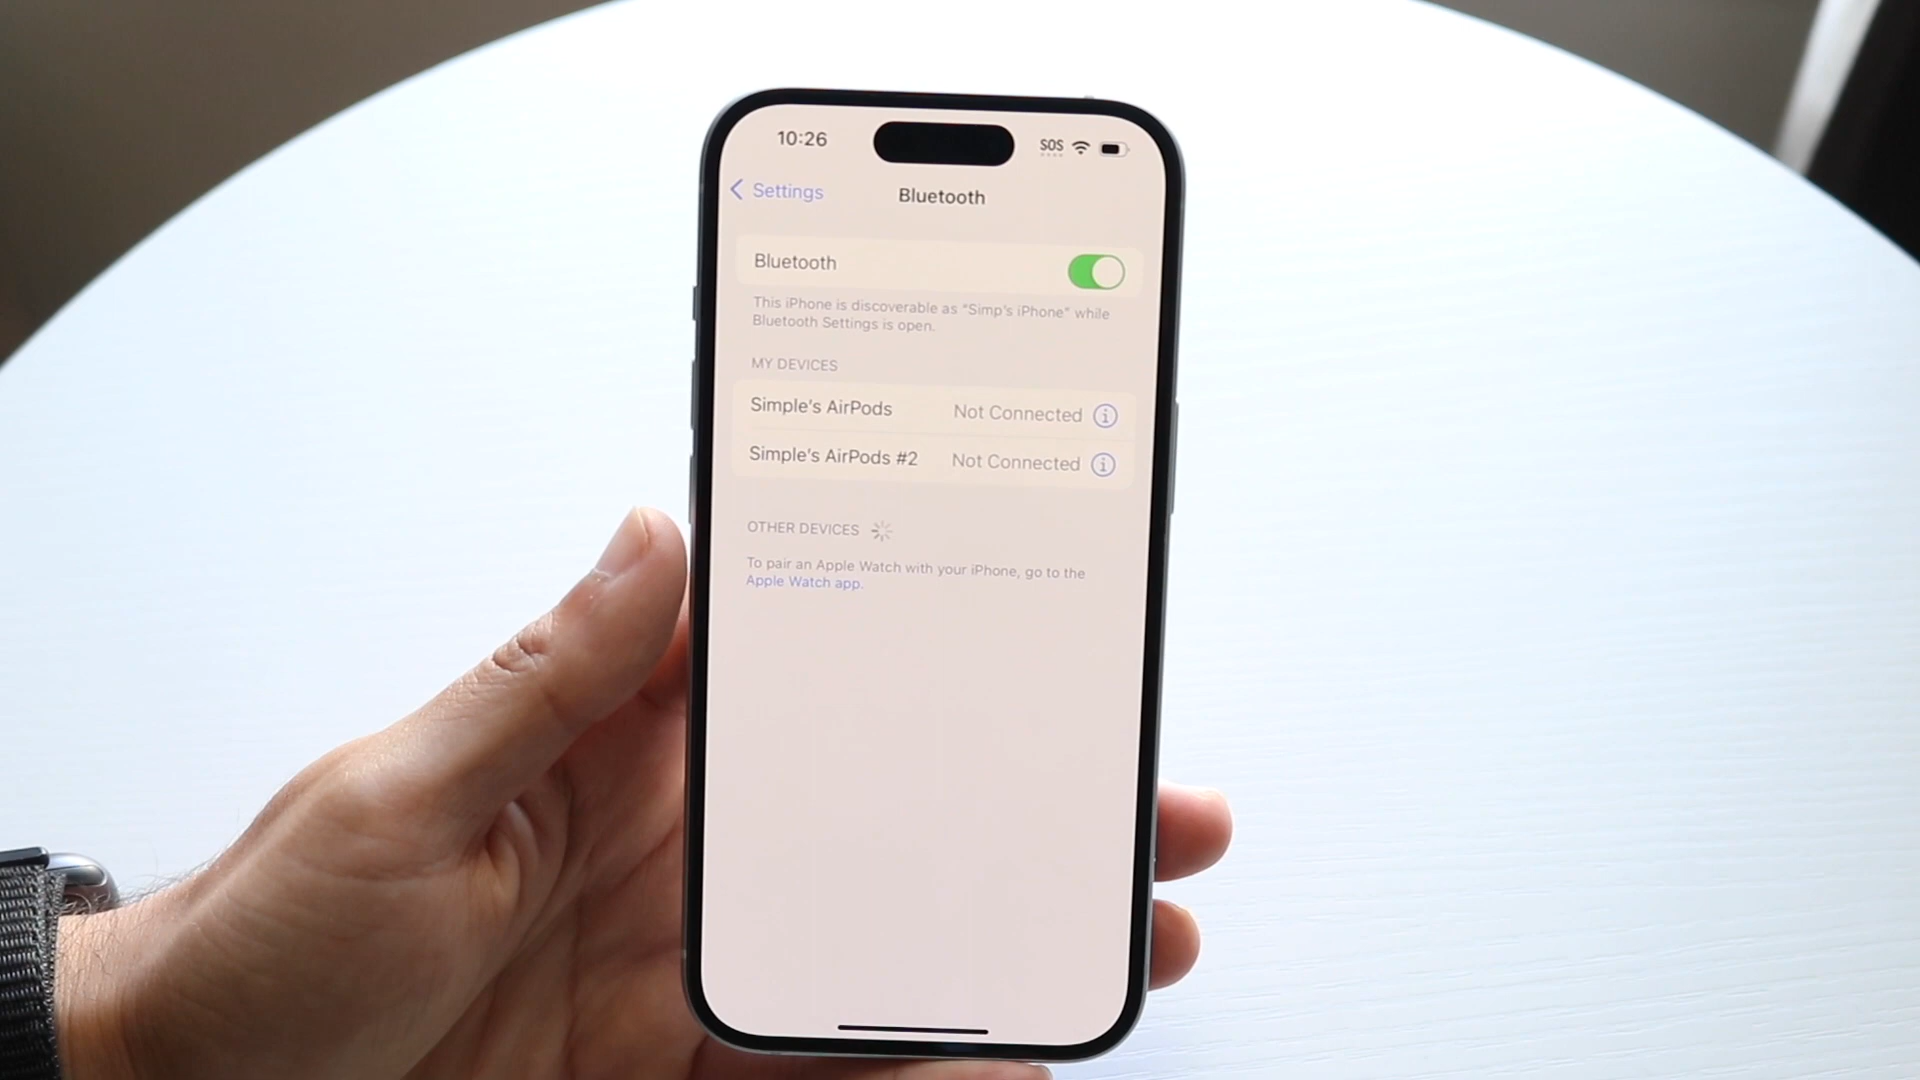 10:26
SOS
Settings
Bluetooth
Bluetooth
This iPhone is discoverable as "Simp's iPhone" while
Bluetooth Settings is open.
MY DEVICES
Simple's AirPods Not Connected
Simple's AirPods #2 Not Connected
OTHER DEVICES
To pair an Apple Watch with your iPhone, go to the
Apple Watch app.